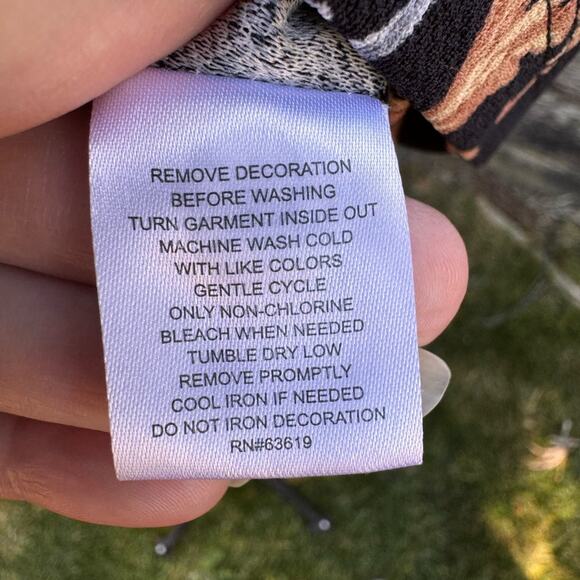 REMOVE DECORATION
BEFORE WASHING
TURN GARMENT INSIDE OUT
MACHINE WASH COLD
WITH LIKE COLORS
GENTLE CYCLE
ONLY NON-CHLORINE
BLEACH WHEN NEEDED
TUMBLE DRY LOW
REMOVE PROMPTLY
COOL IRON IF NEEDED
DO NOT IRON DECORATION
RN#63619